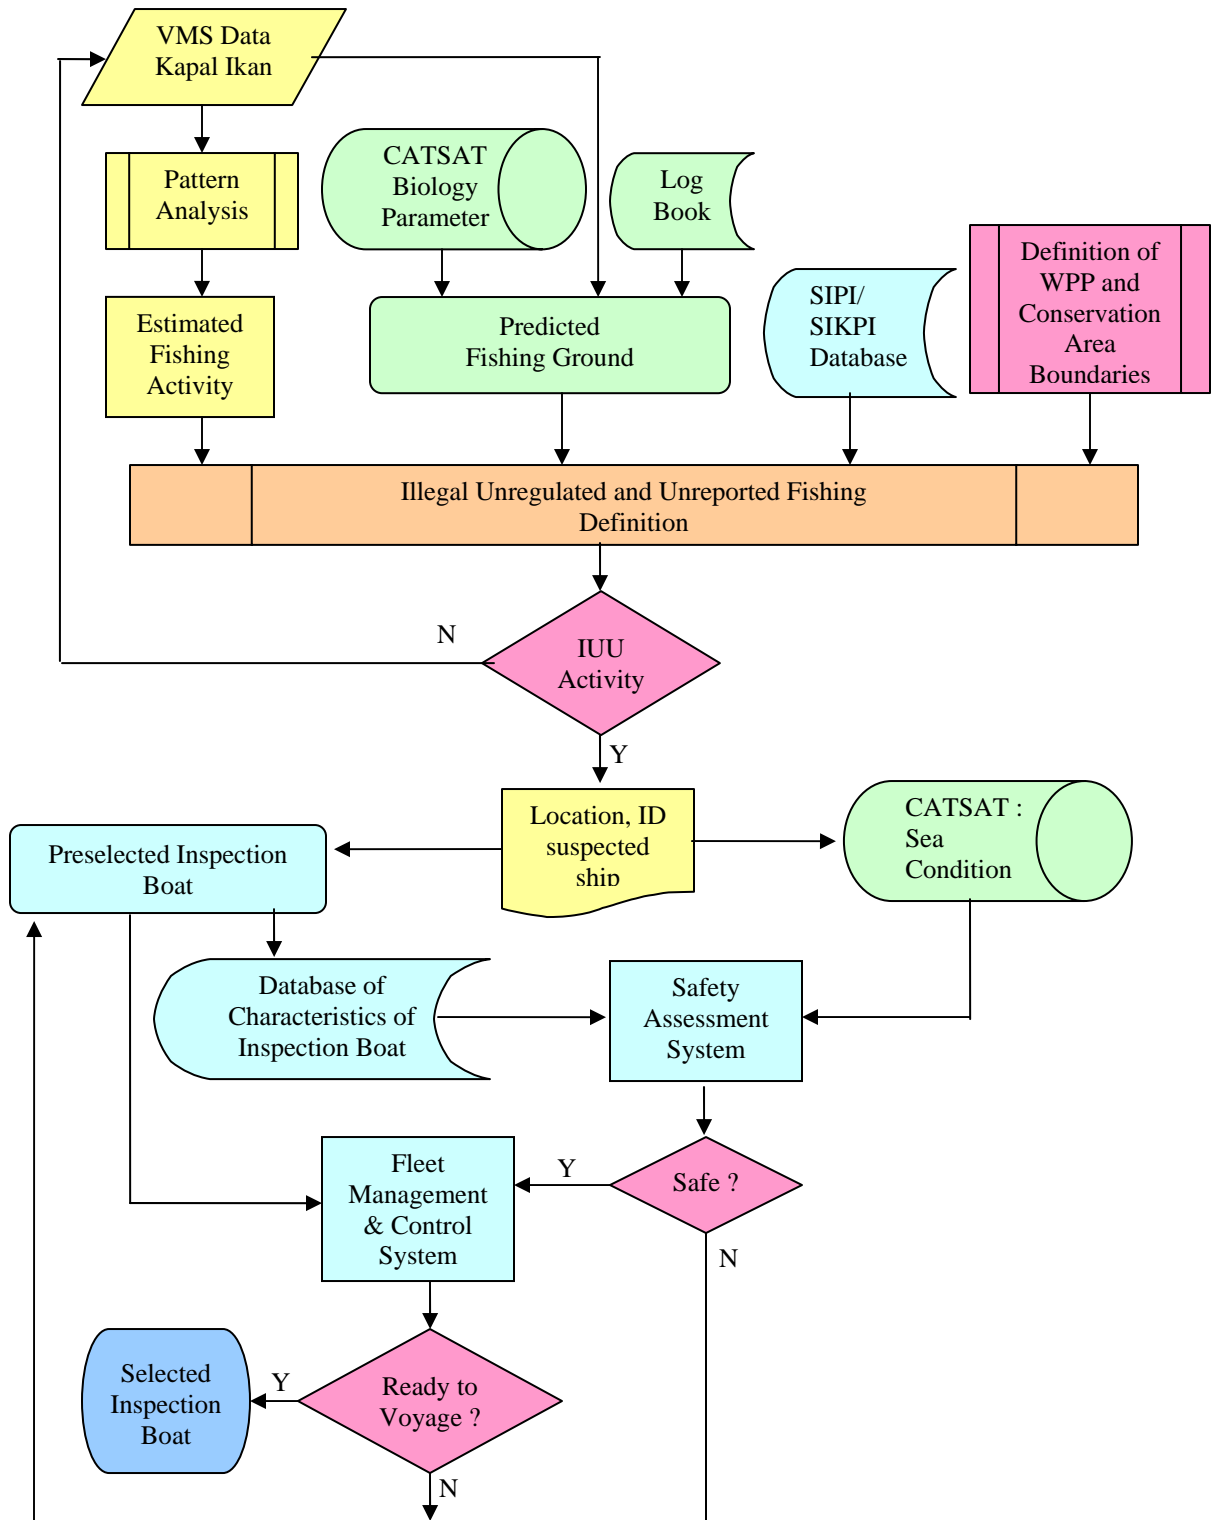 VMS Data
Kapal Ikan
Pattern
Analysis
CATSAT
Biology
Parameter
Log
Book
Estimated
Fishing
Activity
Predicted
Fishing Ground
SIPI/
SIKPI
Database
Definition of
WPP and
Conservation
Area
Boundaries
Illegal Unregulated and Unreported Fishing
Definition
N
IUU
Activity
Y
Location, ID
suspected
ship
CATSAT :
Sea
Condition
Preselected Inspection
Boat
Database of
Characteristics of
Inspection Boat
Safety
Assessment
System
Fleet
Management
& Control
System
Y
Safe ?
N
Selected
Inspection
Boat
Y
Ready to
Voyage ?
N